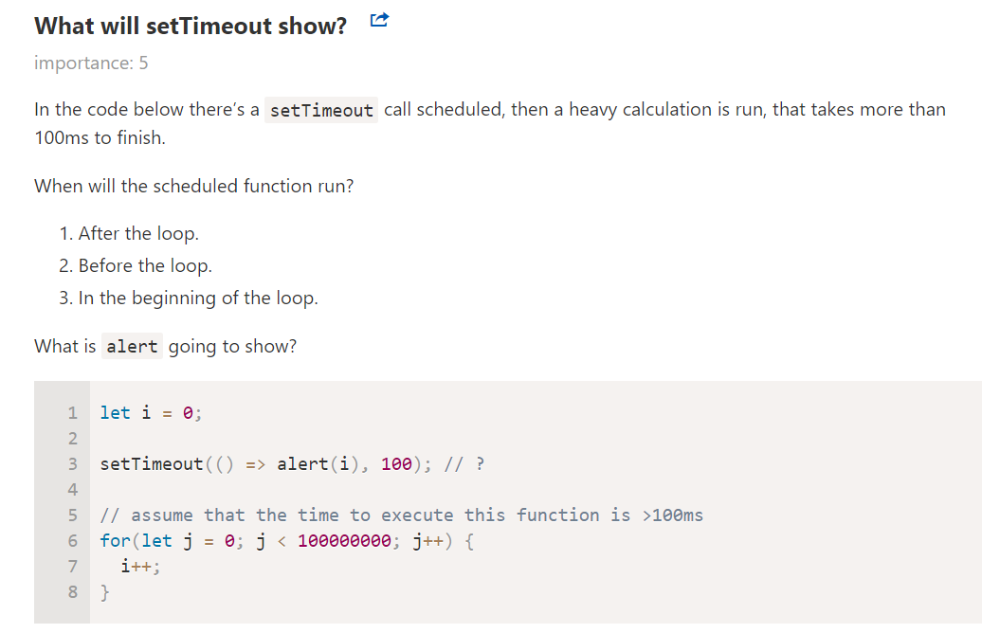 What will setTimeout show?
importance: 5
In the code below there’s a setTimeout call scheduled, then a heavy calculation is run, that takes more than
100ms to finish.
When will the scheduled function run?
1. After the loop.
2. Before the loop.
3. In the beginning of the loop.
What is alert going to show?
1 let i = 0;
2
3 setTimeout(() => alert(i), 100); // ?
4
5 // assume that the time to execute this function is >100ms
6 for(let j = 0; j < 100000000; j++) {
7   i++;
8 }